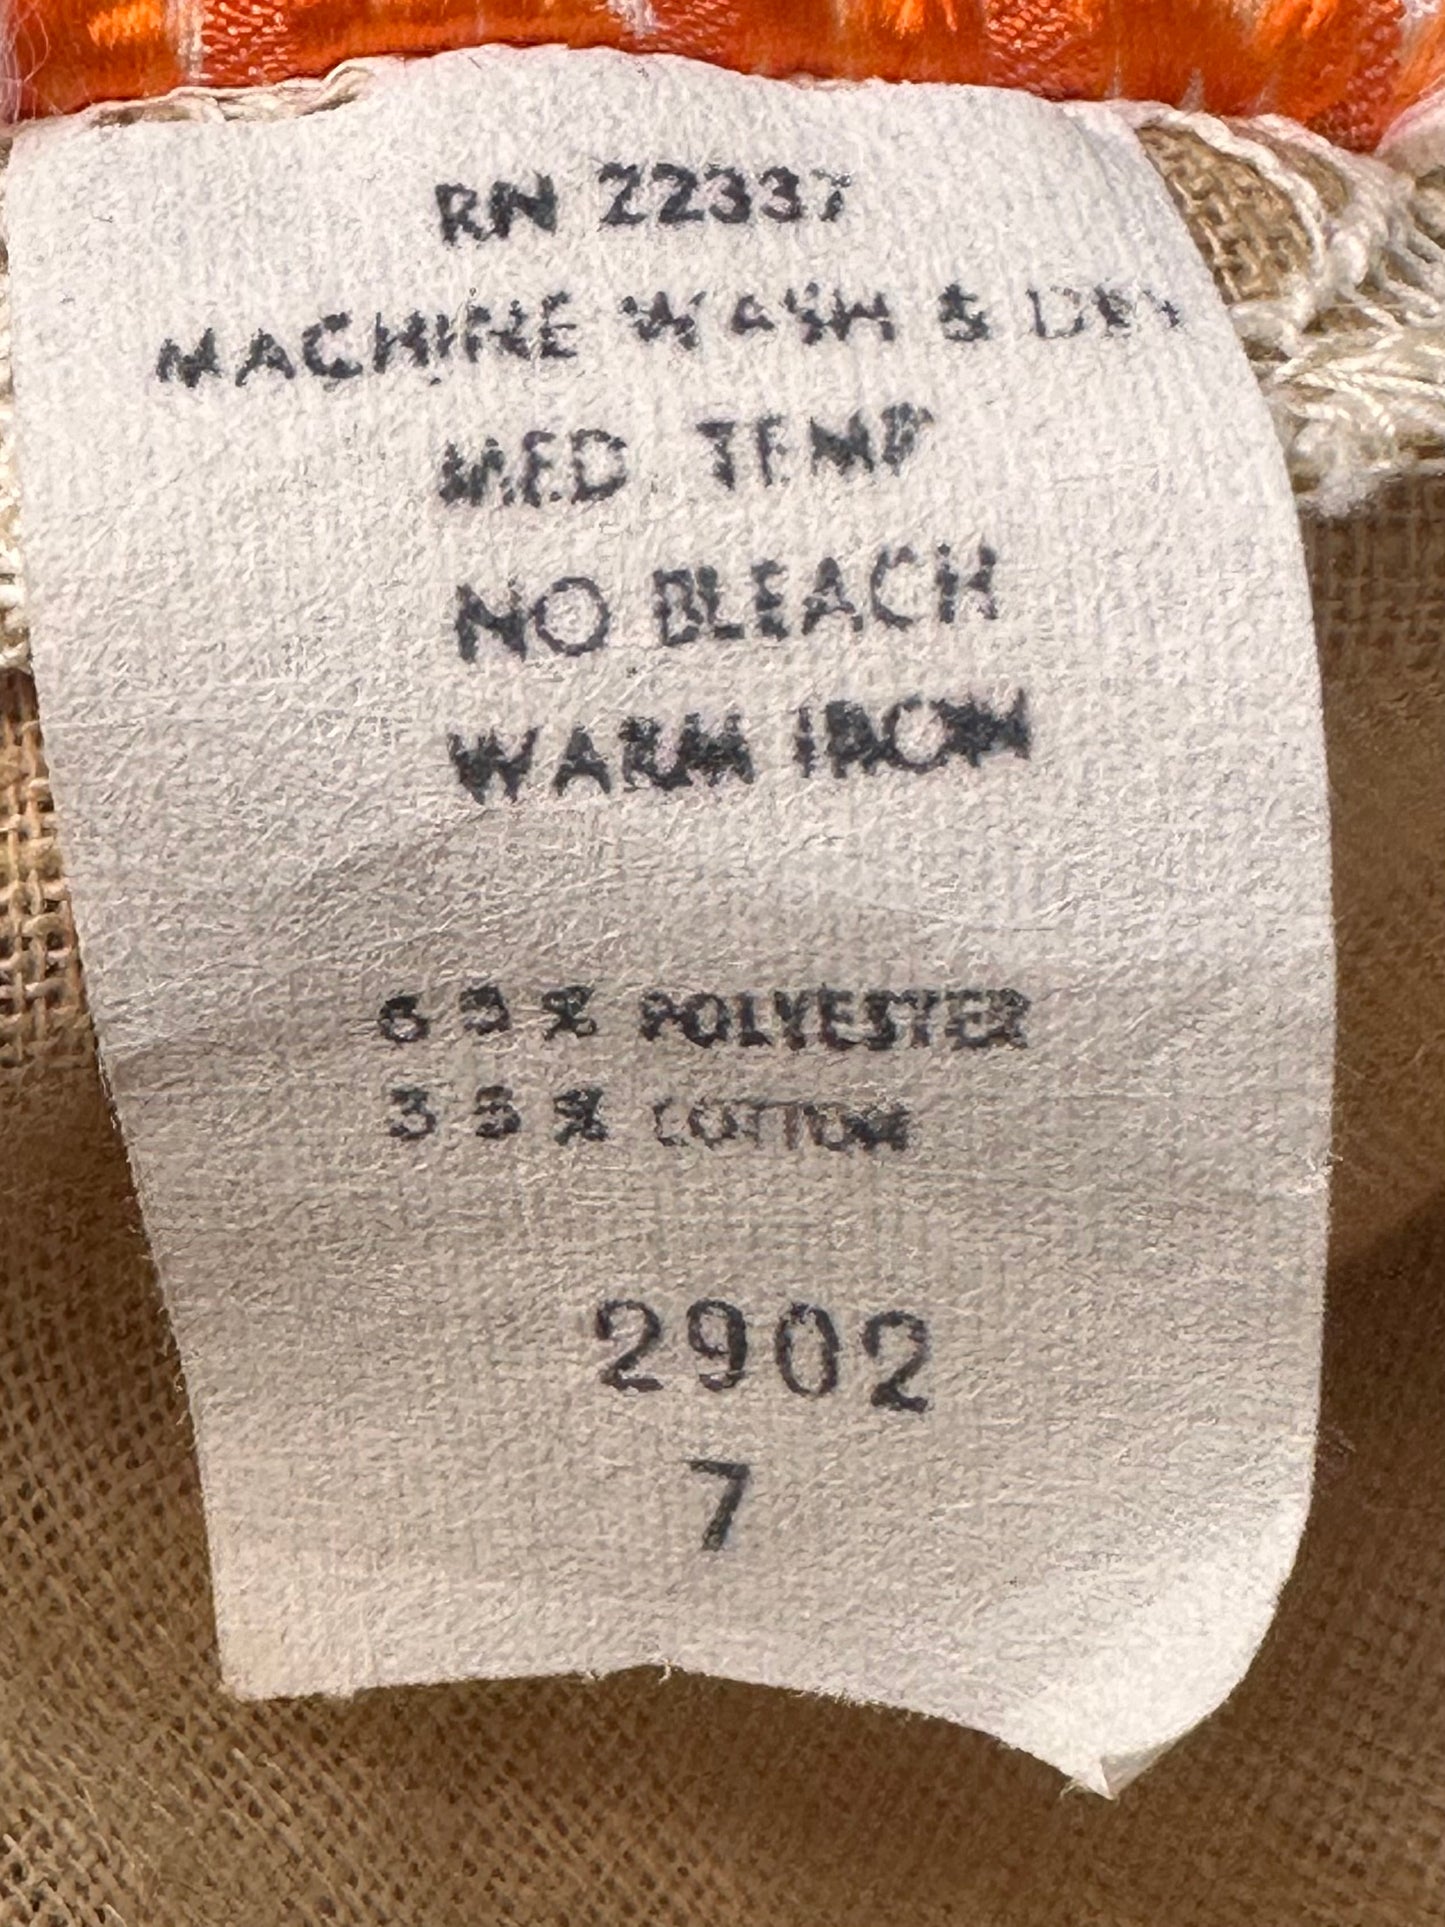 RN 22337
MACHINE WASH & DRY
MED. TEMP
NO BLEACH
WARM IRON
65% POLYESTER
35% COTTON
2902
7